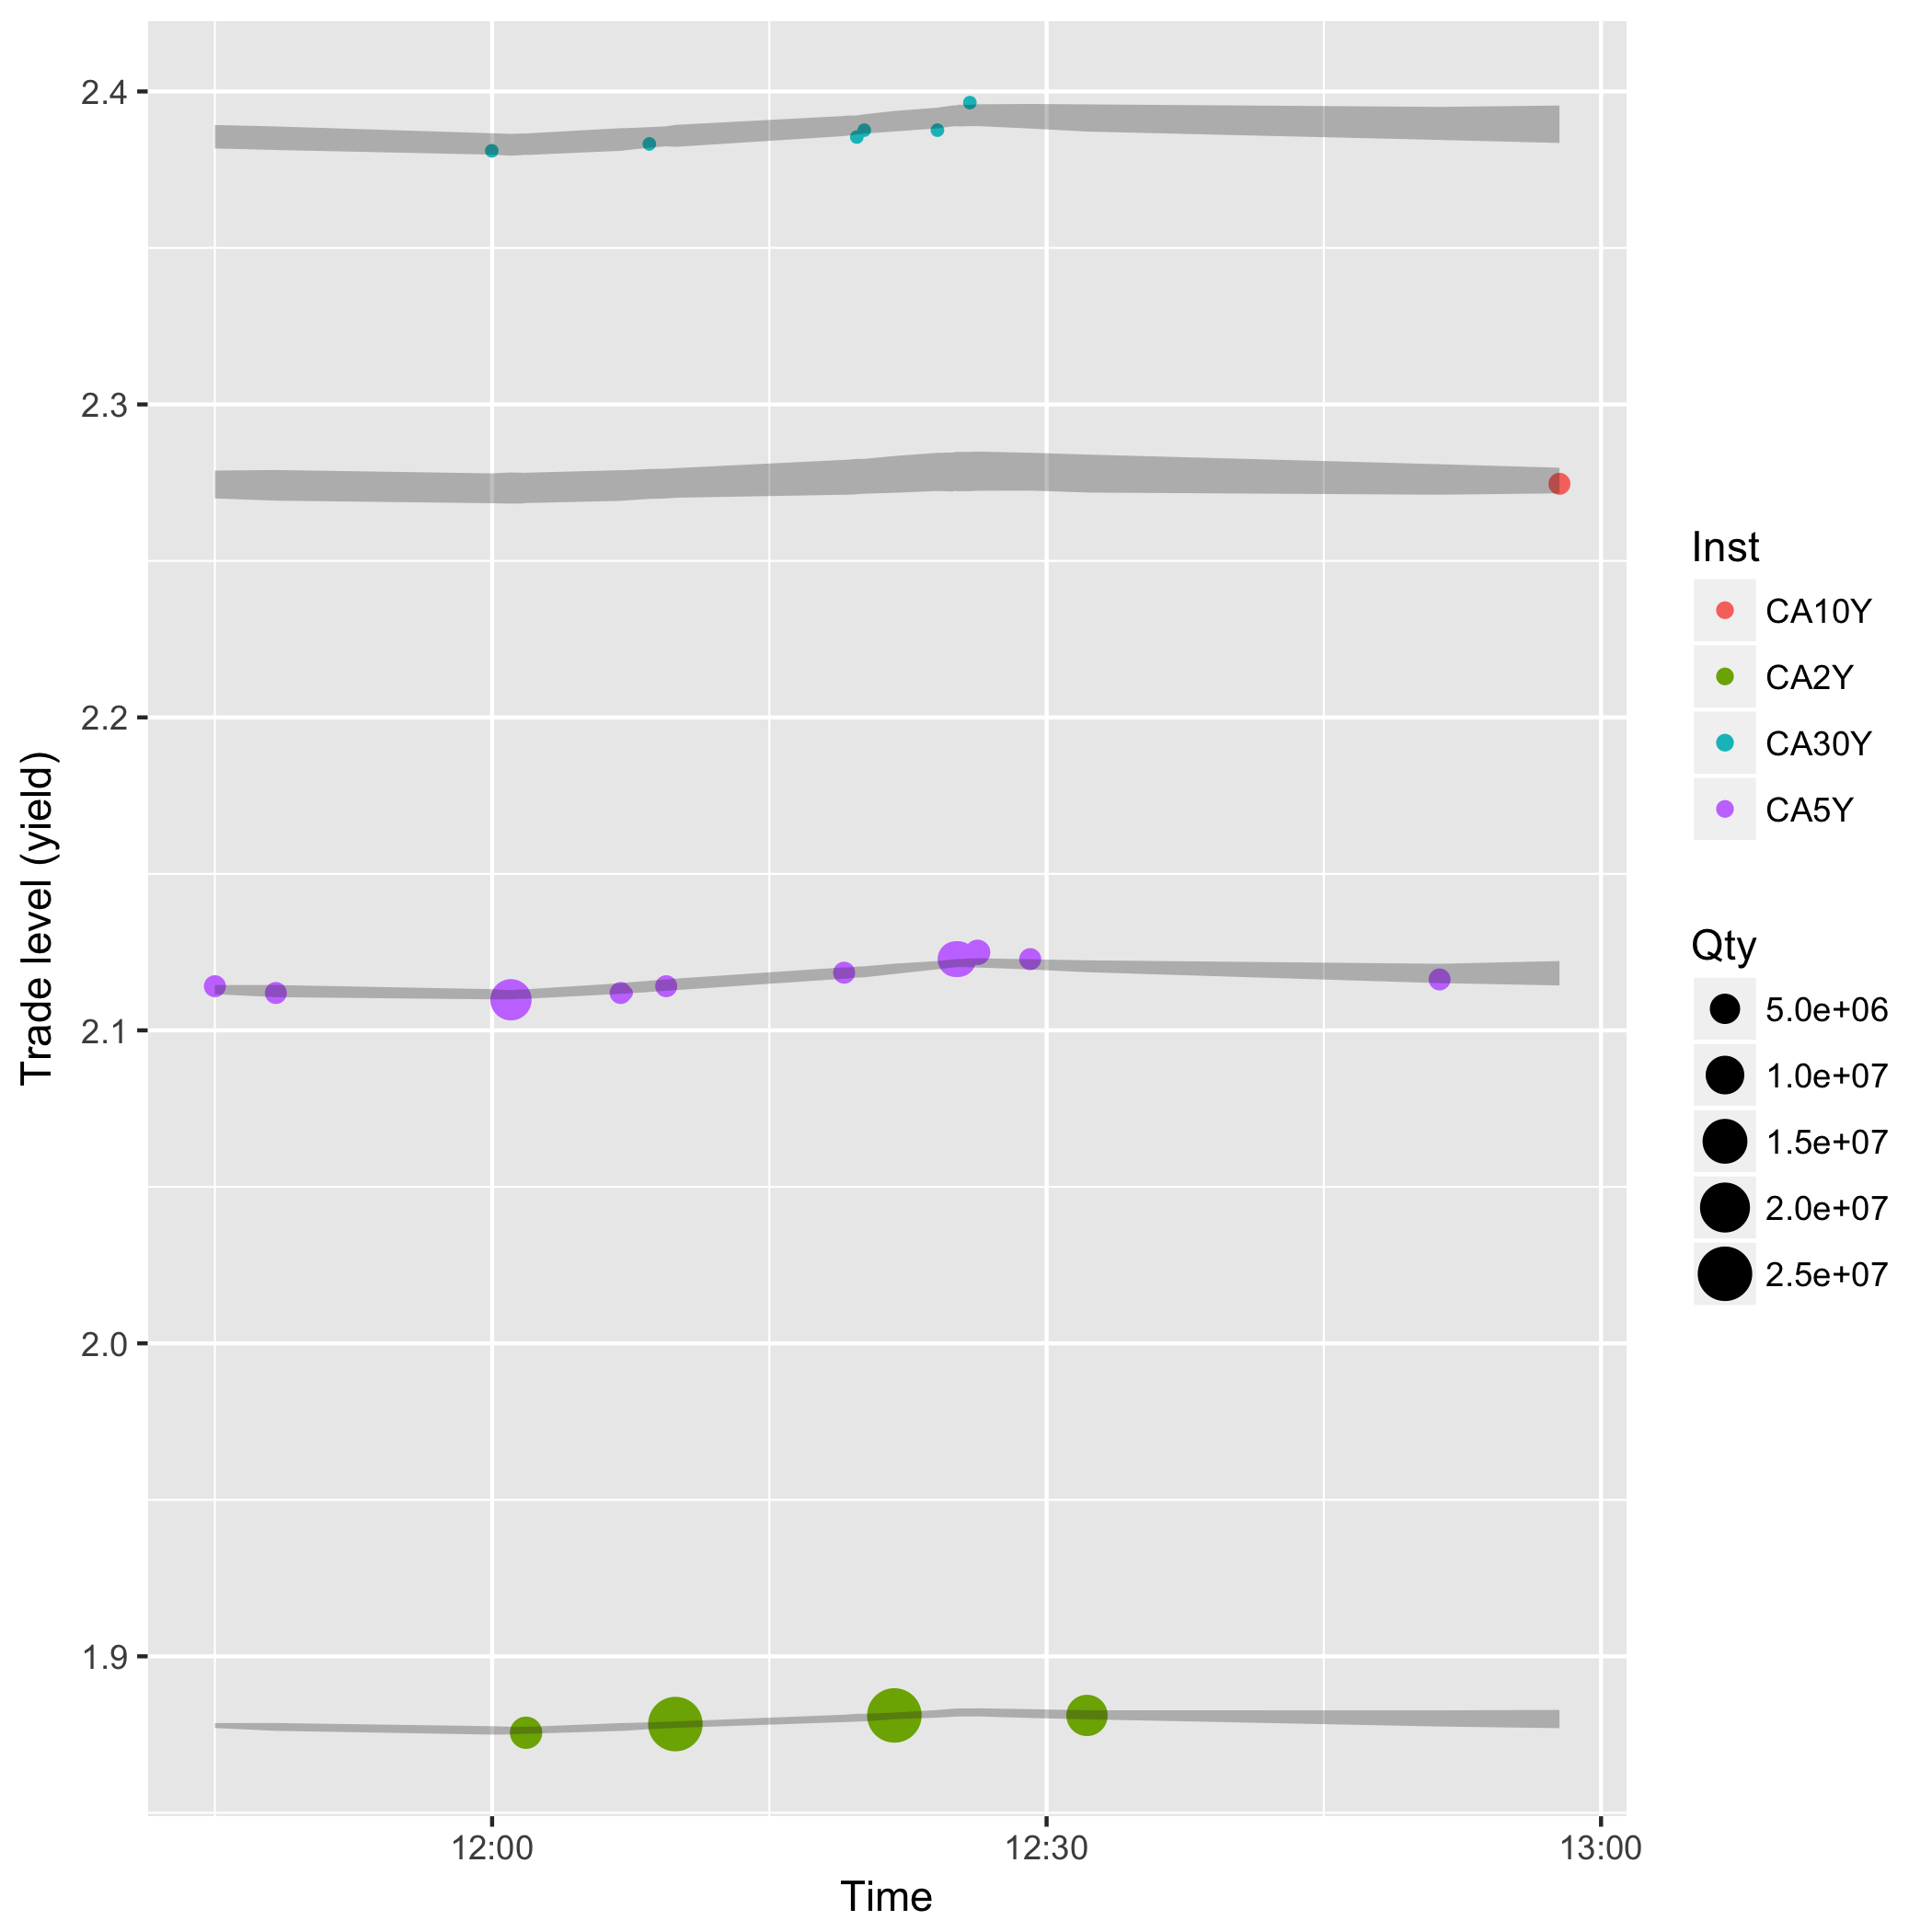 2.4
2.3
2.2
2.1
2.0
1.9
Trade level (yield)
12:00
12:30
13:00
Time
Inst
CA10Y
CA2Y
CA30Y
CA5Y
Qty
5.0e+06
1.0e+07
1.5e+07
2.0e+07
2.5e+07